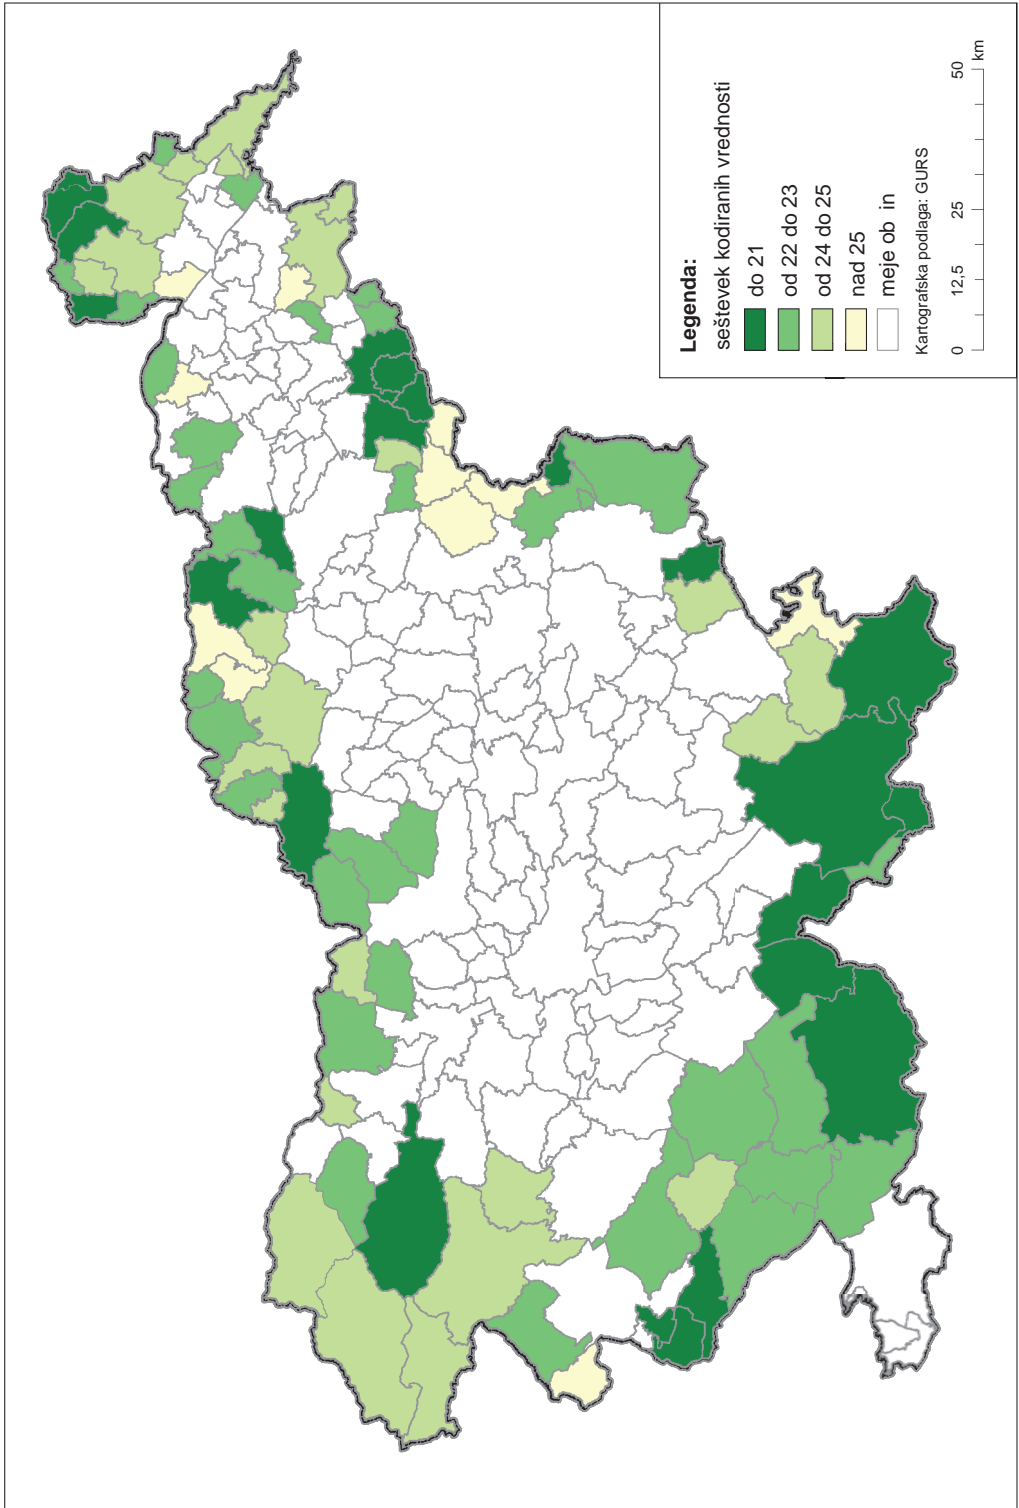 Legenda:
seštevek kodiranih vrednosti
do 21
od 22 do 23
od 24 do 25
nad 25
meje ob in
Kartografska podlaga: GURS
0 12,5 25 50
km